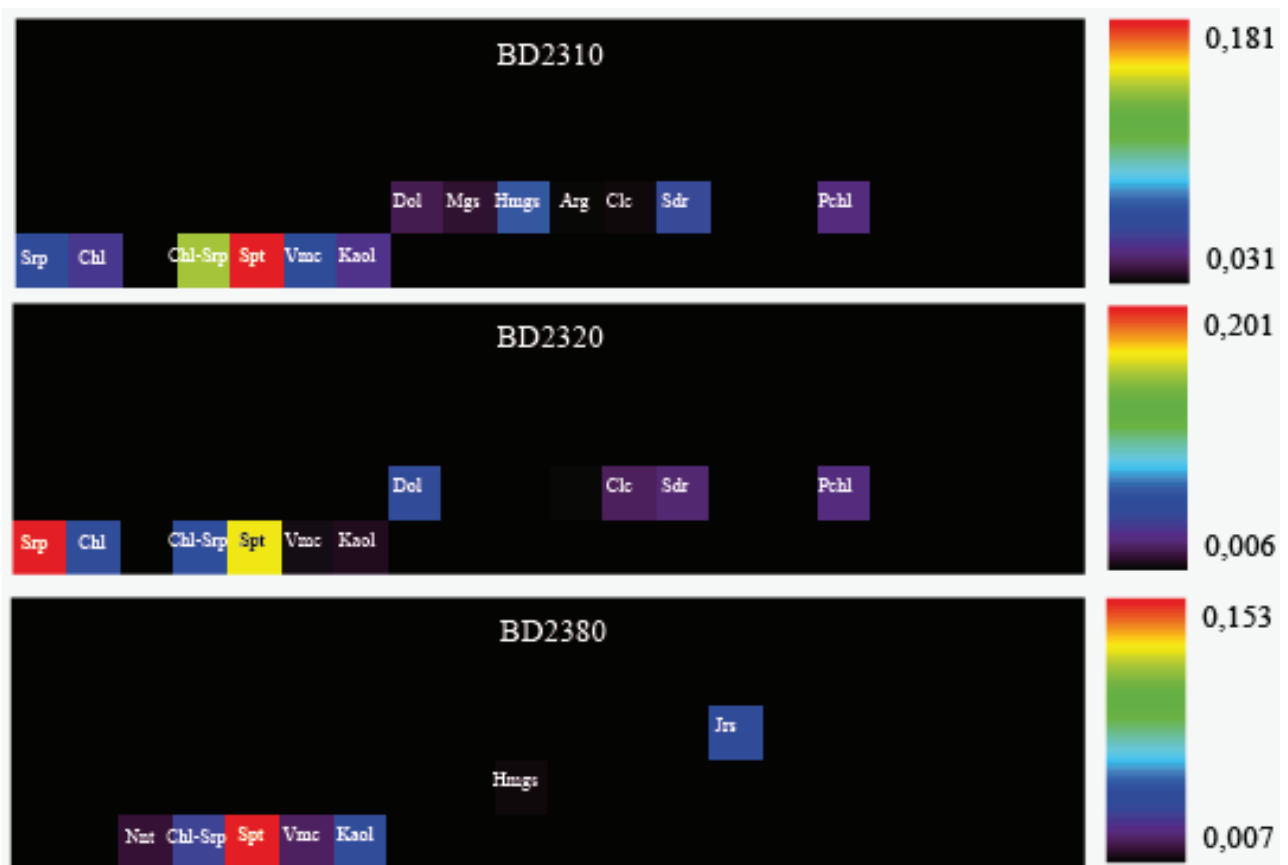 BD2310
0,181
Dol Mgs Hmgs Arg Clc Sdr Pchl
Srp Chl Chl-Srp Spt Vmc Kaol
0,031
BD2320
0,201
Dol Clc Sdr Pchl
Srp Chl Chl-Srp Spt Vmc Kaol
0,006
BD2380
0,153
Jrs
Hmgs
Nnt Chl-Srp Spt Vmc Kaol
0,007